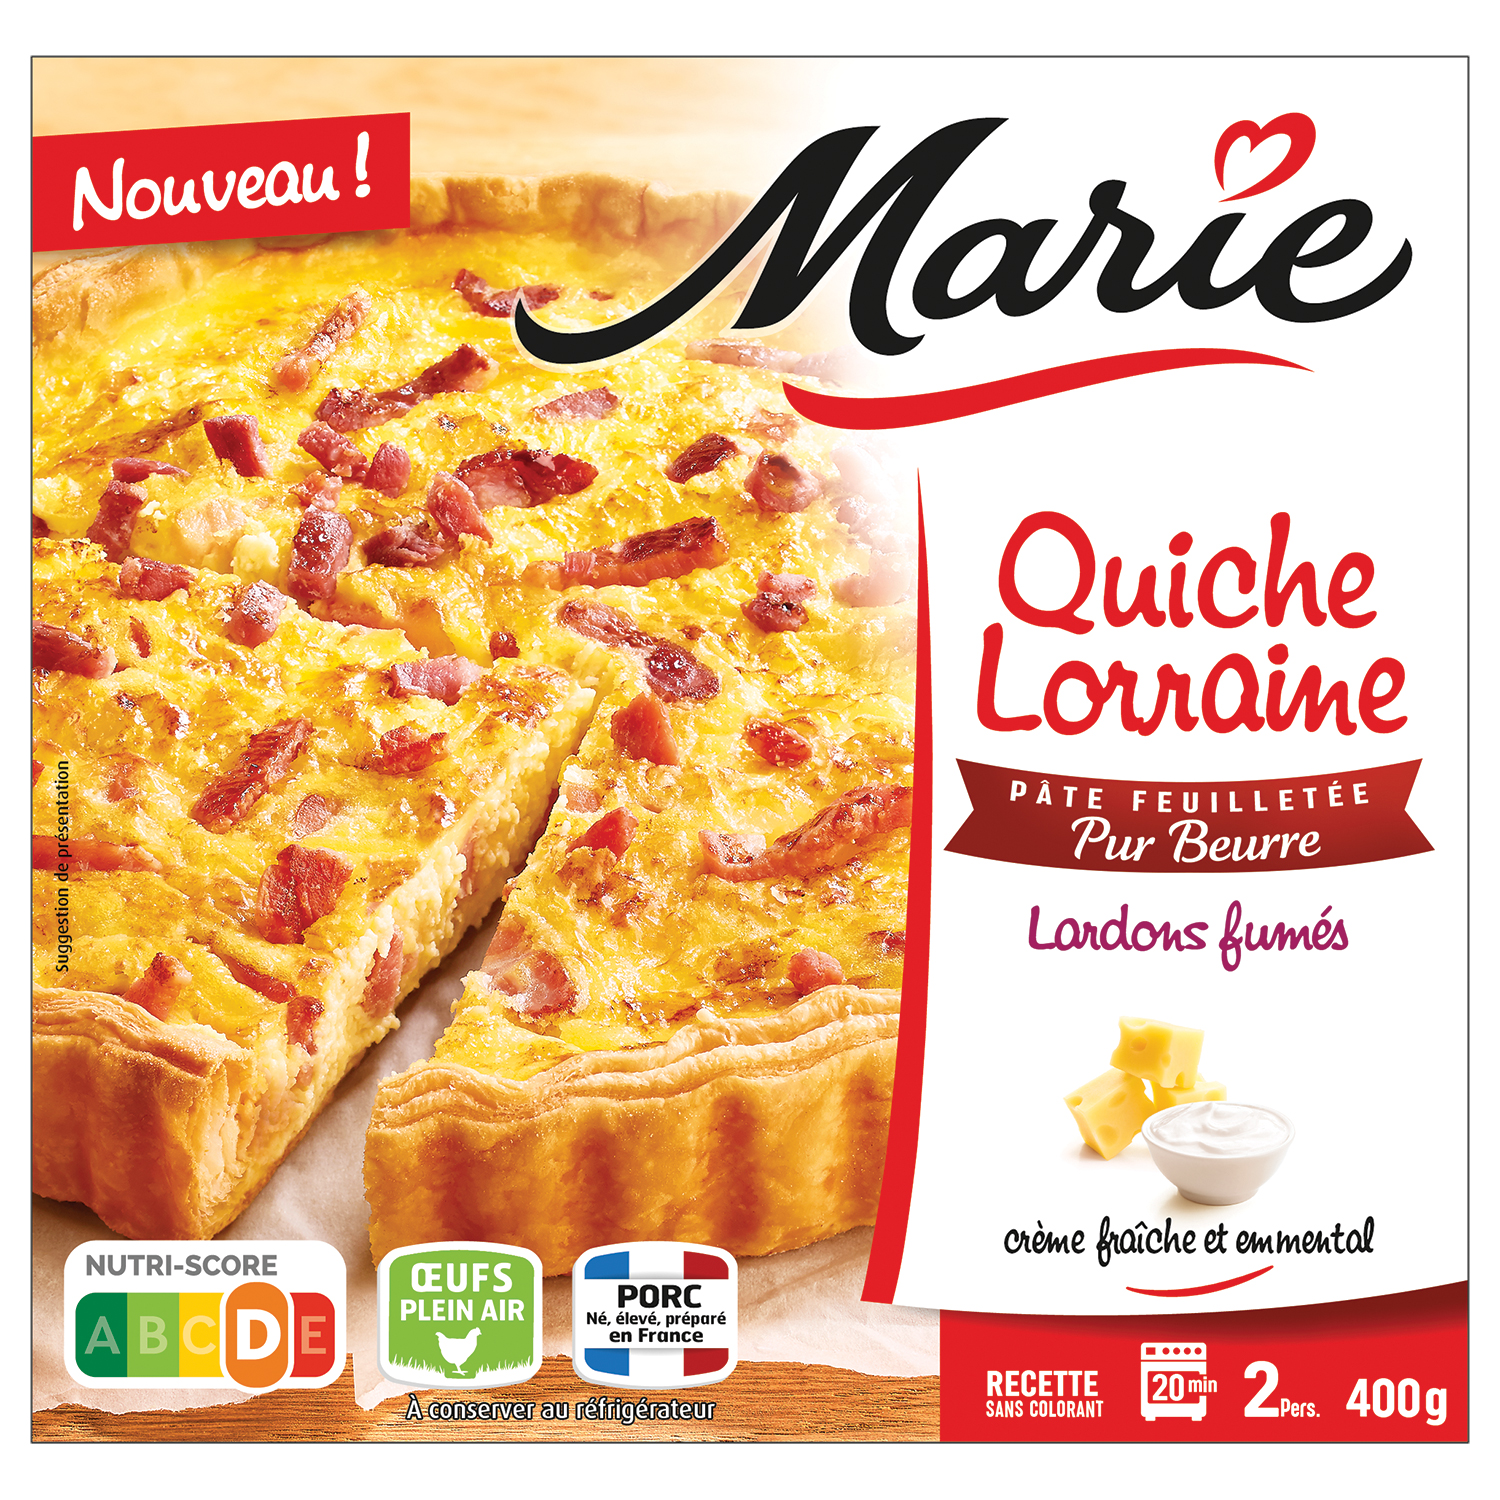 Nouveau !
Marie
Quiche
Lorraine
PÂTE FEUILLETÉE
Pur Beurre
Lardons fumés
crème fraîche et emmental
Suggestion de présentation
NUTRI-SCORE
A B C D E
ŒUFS
PLEIN AIR
PORC
Né, élevé, préparé
en France
À conserver au réfrigérateur
RECETTE
SANS COLORANT
20 min
2 Pers.
400g